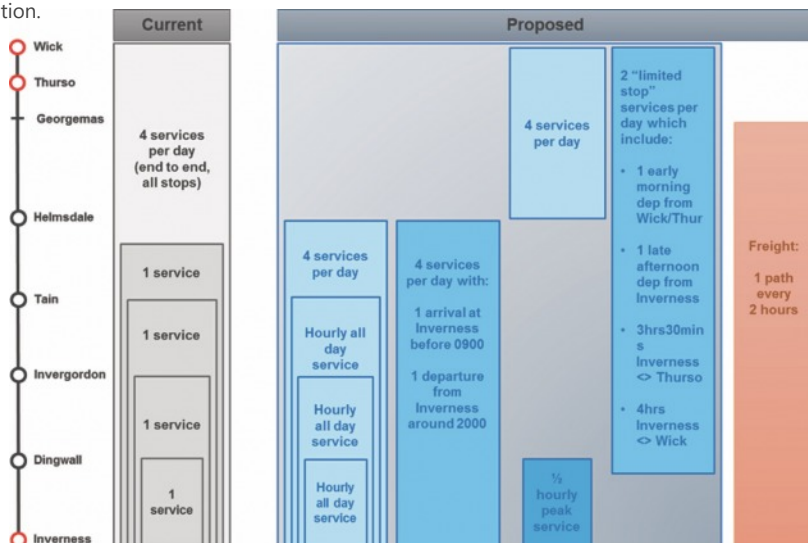 tion.
Current
Proposed
Wick
Thurso
Georgemas
Helmsdale
Tain
Invergordon
Dingwall
Inverness
4 services
per day
(end to end,
all stops)
1 service
1 service
1 service
1
service
4 services
per day
Hourly all
day
service
Hourly
all day
service
Hourly
all day
service
4 services
per day with:
1 arrival at
Inverness
before 0900
1 departure
from
Inverness
around 2000
4 services
per day
½
hourly
peak
service
2 "limited
stop"
services per
day which
include:
• 1 early
morning
dep from
Wick/Thur
• 1 late
afternoon
dep from
Inverness
• 3hrs30min
s
Inverness
<> Thurso
• 4hrs
Inverness
<> Wick
Freight:
1 path
every
2 hours